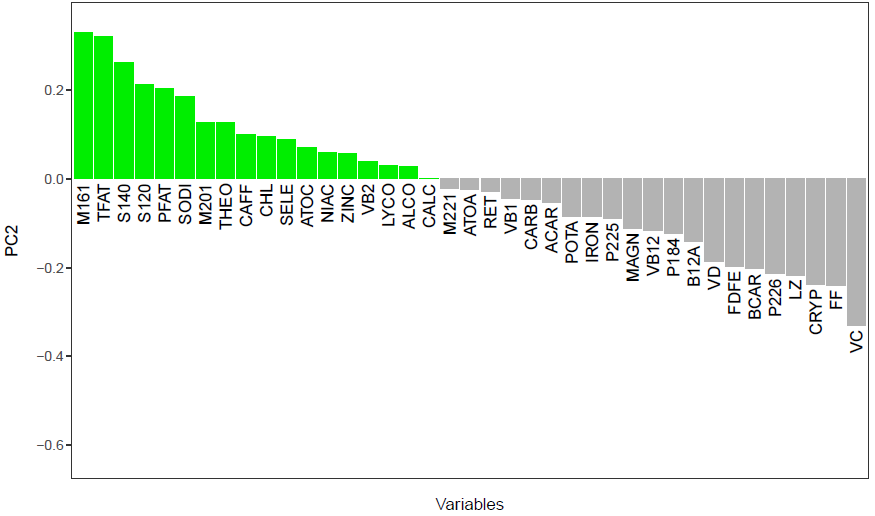 0.2
0.0
−0.2
−0.4
−0.6
PC2
M161
TFAT
S140
S120
PFAT
SODI
M201
THEO
CAFF
CHL
SELE
ATOC
NIAC
ZINC
VB2
LYCO
ALCO
CALC
M221
ATOA
RET
VB1
CARB
ACAR
POTA
IRON
P225
MAGN
VB12
P184
B12A
VD
FDFE
BCAR
P226
LZ
CRYP
FF
VC
Variables